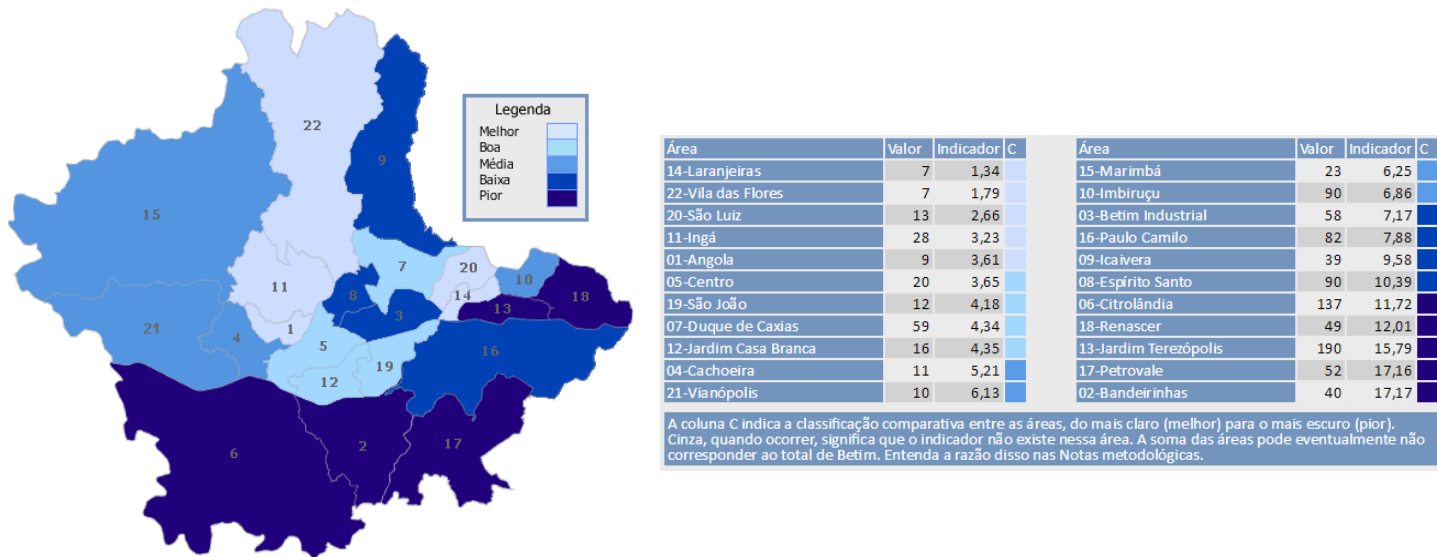 Legenda
Melhor
Boa
Média
Baixa
Pior
22
9
15
7
20
10
18
11
8
14
13
3
21
1
4
5
16
19
12
2
17
6
Área Valor Indicador C
14-Laranjeiras 7 1,34
22-Vila das Flores 7 1,79
20-São Luiz 13 2,66
11-Ingá 28 3,23
01-Angola 9 3,61
05-Centro 20 3,65
19-São João 12 4,18
07-Duque de Caxias 59 4,34
12-Jardim Casa Branca 16 4,35
04-Cachoeira 11 5,21
21-Vianópolis 10 6,13
Área Valor Indicador C
15-Marimbá 23 6,25
10-Imbiruçu 90 6,86
03-Betim Industrial 58 7,17
16-Paulo Camilo 82 7,88
09-Icaivera 39 9,58
08-Espírito Santo 90 10,39
06-Citrolândia 137 11,72
18-Renascer 49 12,01
13-Jardim Terezópolis 190 15,79
17-Petrovale 52 17,16
02-Bandeirinhas 40 17,17
A coluna C indica a classificação comparativa entre as áreas, do mais claro (melhor) para o mais escuro (pior).
Cinza, quando ocorrer, significa que o indicador não existe nessa área. A soma das áreas pode eventualmente não
corresponder ao total de Betim. Entenda a razão disso nas Notas metodológicas.